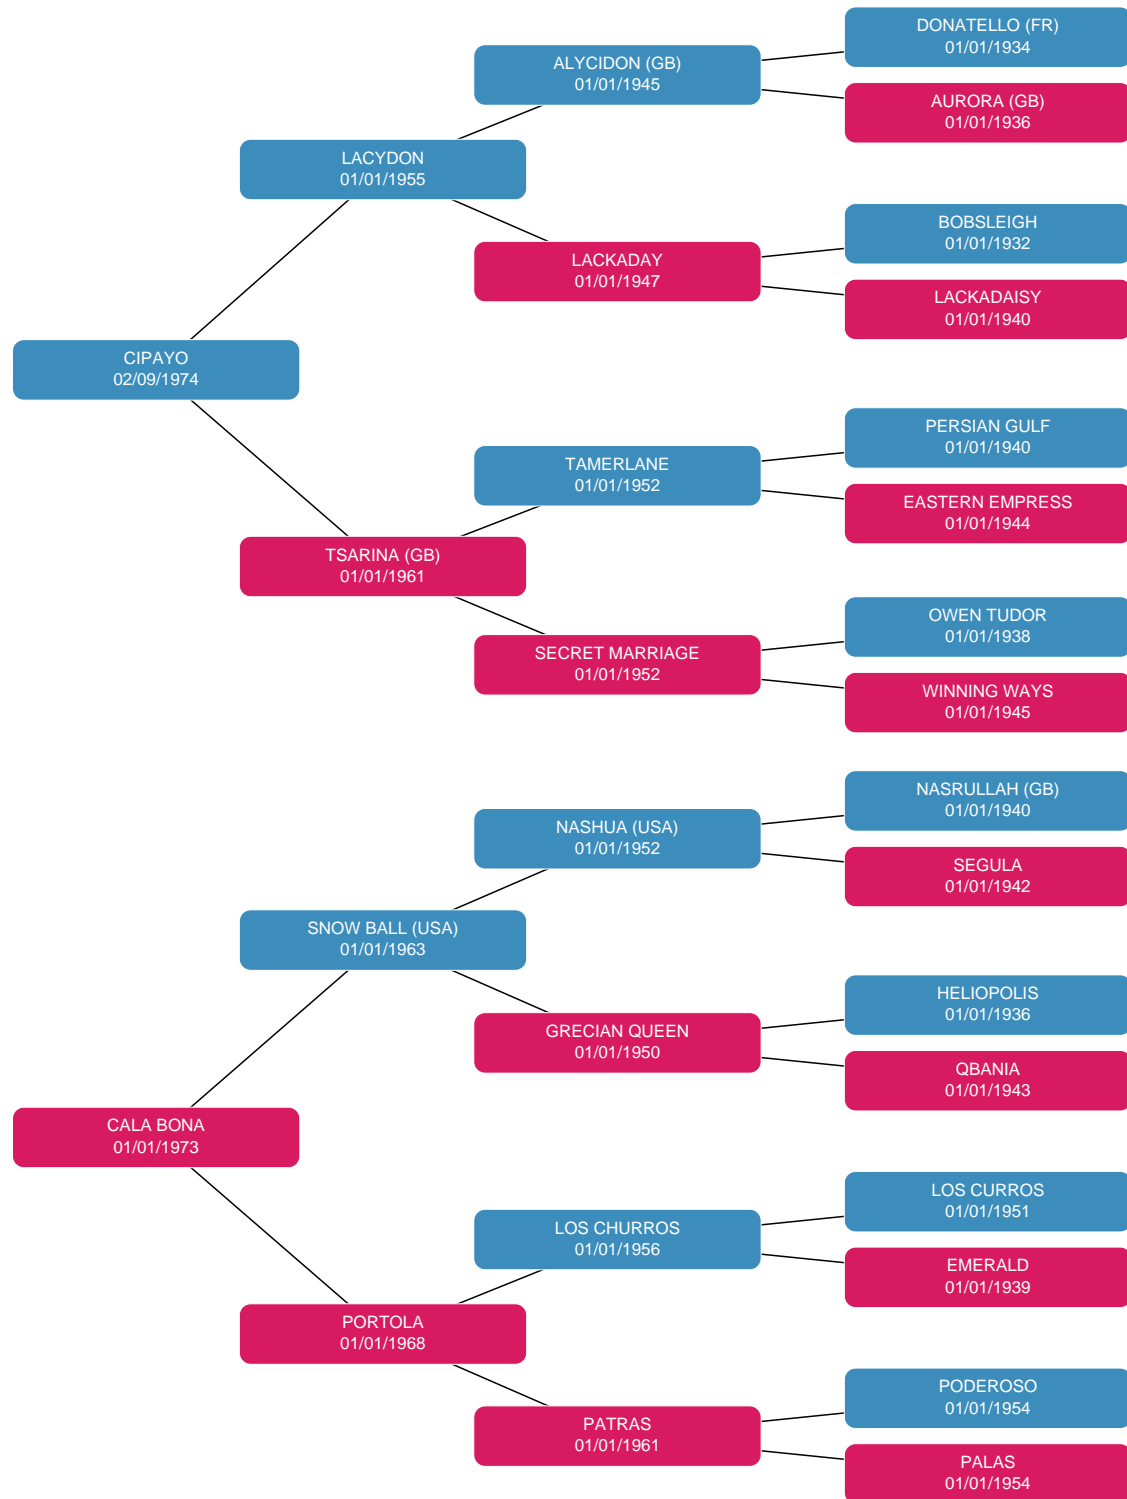 DONATELLO (FR)
01/01/1934
ALYCIDON (GB)
01/01/1945
AURORA (GB)
01/01/1936
LACYDON
01/01/1955
BOBSLEIGH
01/01/1932
LACKADAY
01/01/1947
LACKADAISY
01/01/1940
CIPAYO
02/09/1974
PERSIAN GULF
01/01/1940
TAMERLANE
01/01/1952
EASTERN EMPRESS
01/01/1944
TSARINA (GB)
01/01/1961
OWEN TUDOR
01/01/1938
SECRET MARRIAGE
01/01/1952
WINNING WAYS
01/01/1945
NASRULLAH (GB)
01/01/1940
NASHUA (USA)
01/01/1952
SEGULA
01/01/1942
SNOW BALL (USA)
01/01/1963
HELIOPOLIS
01/01/1936
GRECIAN QUEEN
01/01/1950
QBANIA
01/01/1943
CALA BONA
01/01/1973
LOS CURROS
01/01/1951
LOS CHURROS
01/01/1956
EMERALD
01/01/1939
PORTOLA
01/01/1968
PODEROSO
01/01/1954
PATRAS
01/01/1961
PALAS
01/01/1954